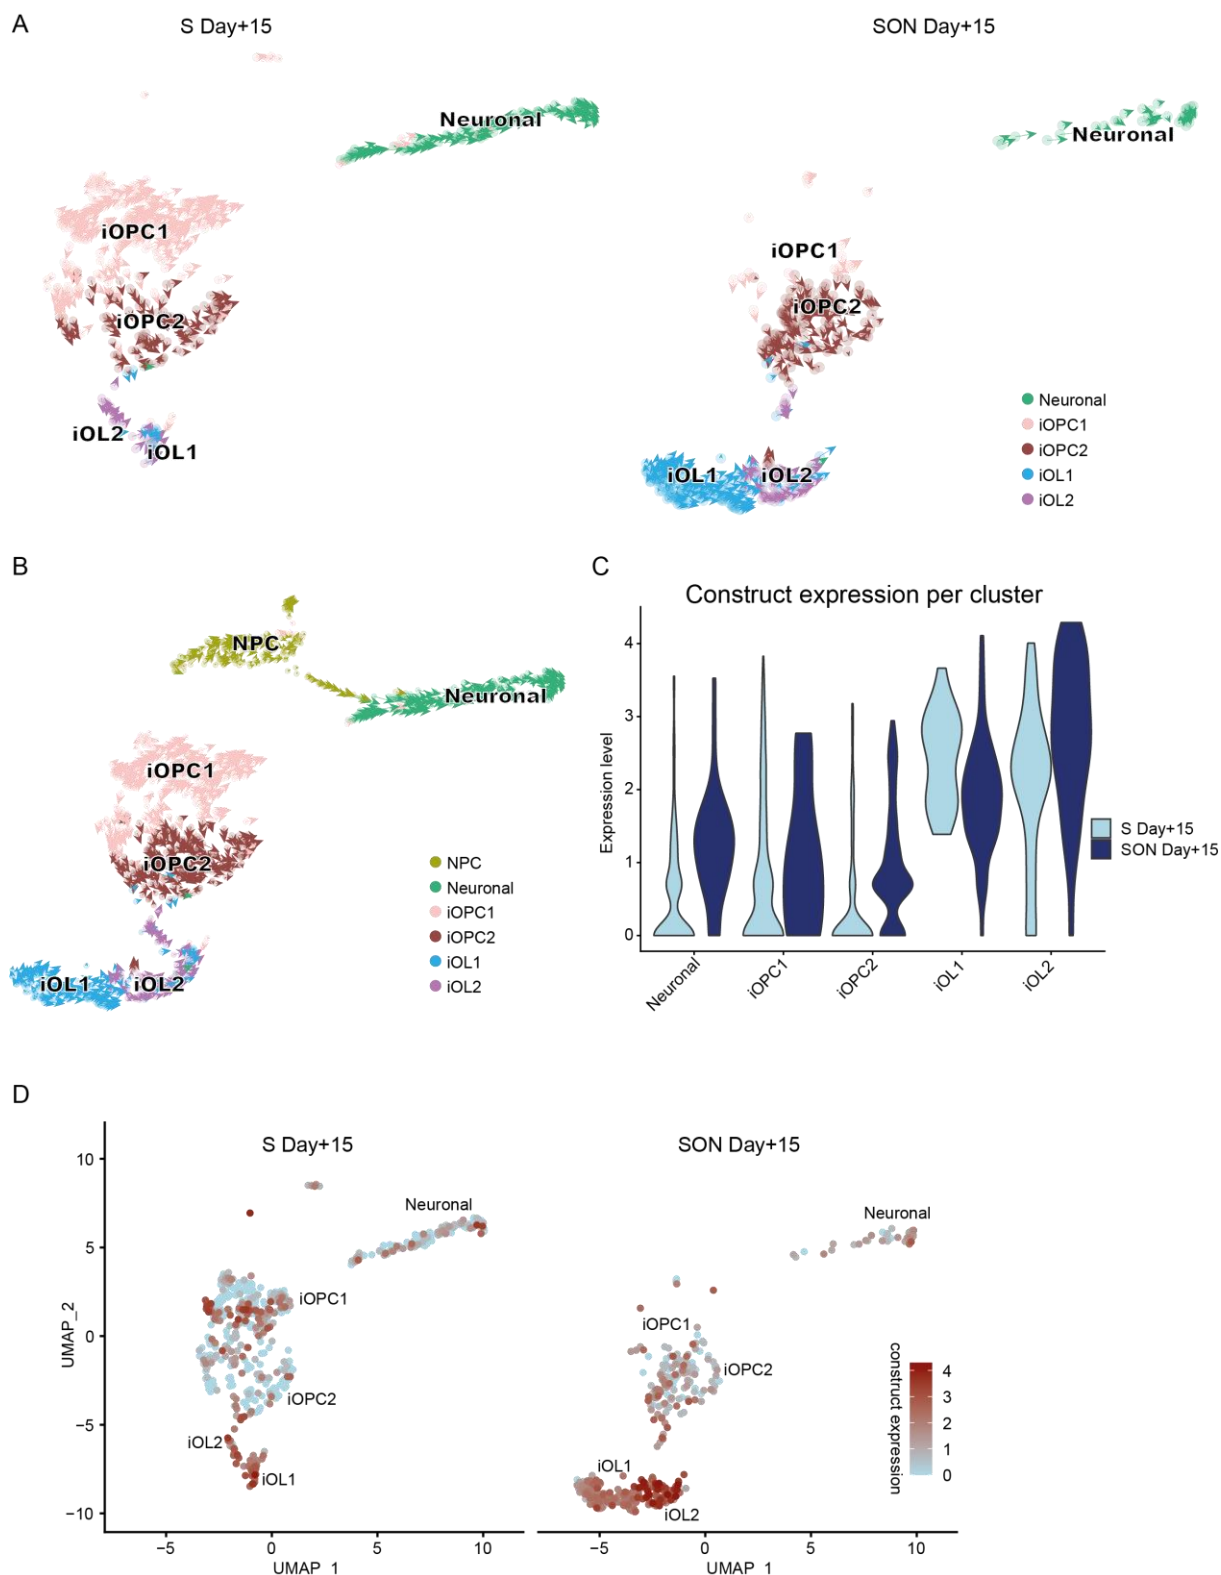 A
S Day+15
SON Day+15
Neuronal
Neuronal
iOPC1
iOPC1
iOPC2
iOPC2
iOL2
iOL1
iOL1
iOL2
Neuronal
iOPC1
iOPC2
iOL1
iOL2
B
NPC
Neuronal
iOPC1
iOPC2
iOL1
iOL2
NPC
Neuronal
iOPC1
iOPC2
iOL1
iOL2
C
Construct expression per cluster
Expression level
4
3
2
1
0
Neuronal
iOPC1
iOPC2
iOL1
iOL2
S Day+15
SON Day+15
D
S Day+15
SON Day+15
UMAP_2
10
5
0
−5
−10
Neuronal
iOPC1
iOPC2
iOL2
iOL1
Neuronal
iOPC1
iOPC2
iOL1
iOL2
construct expression
4
3
2
1
0
−5 0 5 10
−5 0 5 10
UMAP_1
UMAP_1